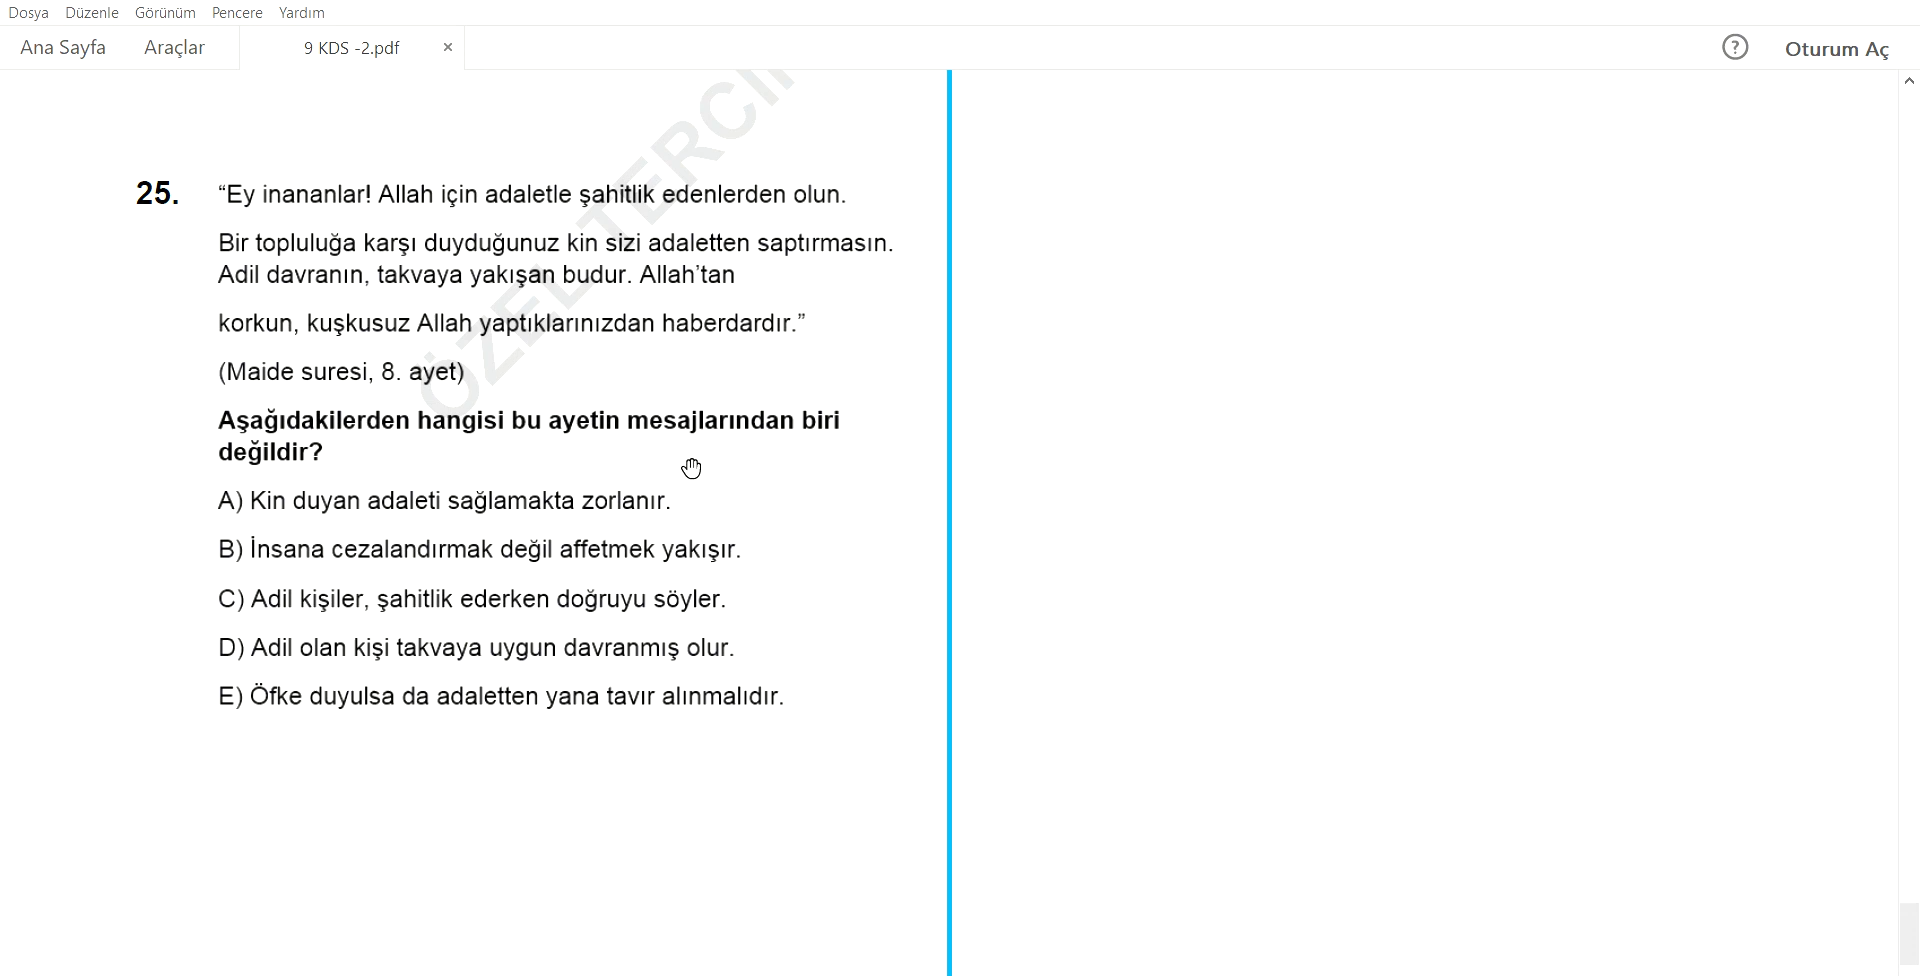 Dosya Düzenle Görünüm Pencere Yardım
Ana Sayfa Araçlar 9 KDS -2.pdf × ? Oturum Aç
ÖZEL TERCİH
25. “Ey inananlar! Allah için adaletle şahitlik edenlerden olun.
Bir topluluğa karşı duyduğunuz kin sizi adaletten saptırmasın.
Adil davranın, takvaya yakışan budur. Allah’tan
korkun, kuşkusuz Allah yaptıklarınızdan haberdardır.”
(Maide suresi, 8. ayet)
Aşağıdakilerden hangisi bu ayetin mesajlarından biri
değildir?
A) Kin duyan adaleti sağlamakta zorlanır.
B) İnsana cezalandırmak değil affetmek yakışır.
C) Adil kişiler, şahitlik ederken doğruyu söyler.
D) Adil olan kişi takvaya uygun davranmış olur.
E) Öfke duyulsa da adaletten yana tavır alınmalıdır.